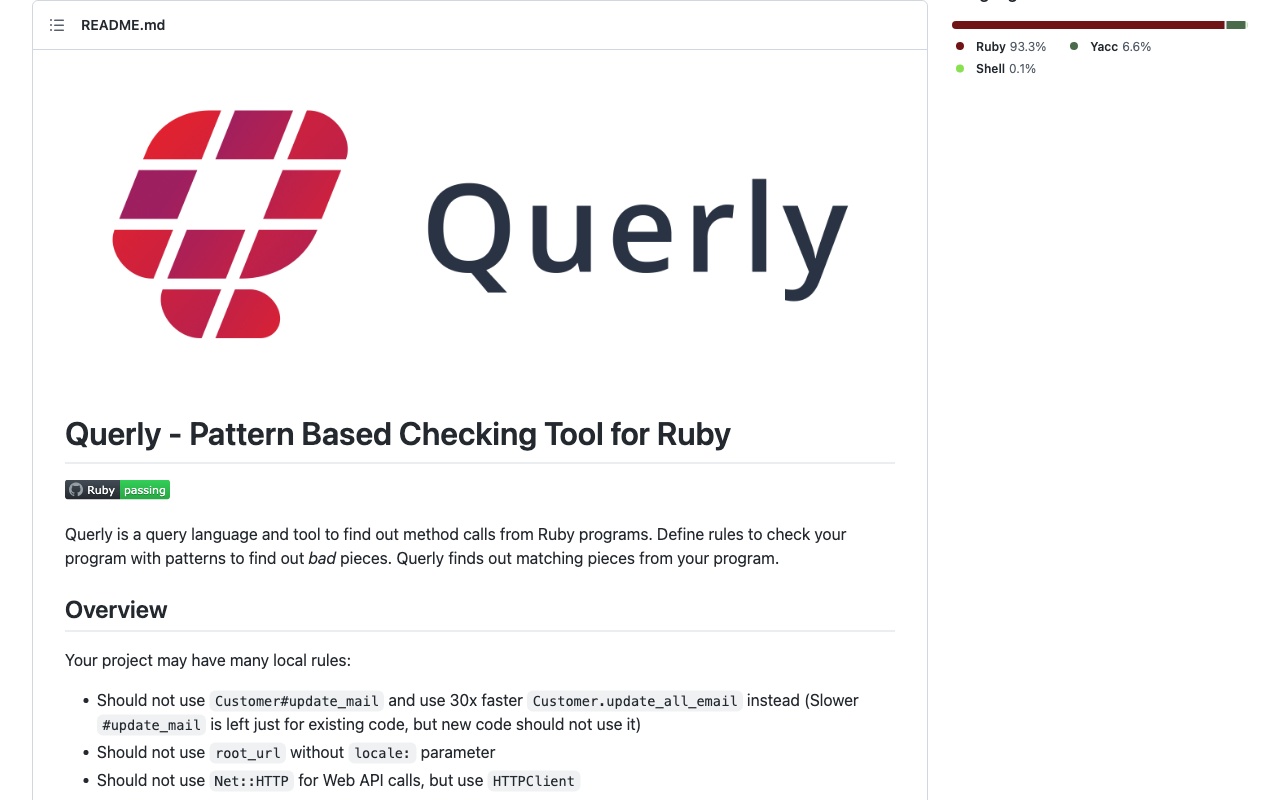 README.md
Querly
Querly - Pattern Based Checking Tool for Ruby
Ruby passing
Querly is a query language and tool to find out method calls from Ruby programs. Define rules to check your
program with patterns to find out bad pieces. Querly finds out matching pieces from your program.
Overview
Your project may have many local rules:
• Should not use Customer#update_mail and use 30x faster Customer.update_all_email instead (Slower
#update_mail is left just for existing code, but new code should not use it)
• Should not use root_url without locale: parameter
• Should not use Net::HTTP for Web API calls, but use HTTPClient
Ruby 93.3%
Yacc 6.6%
Shell 0.1%